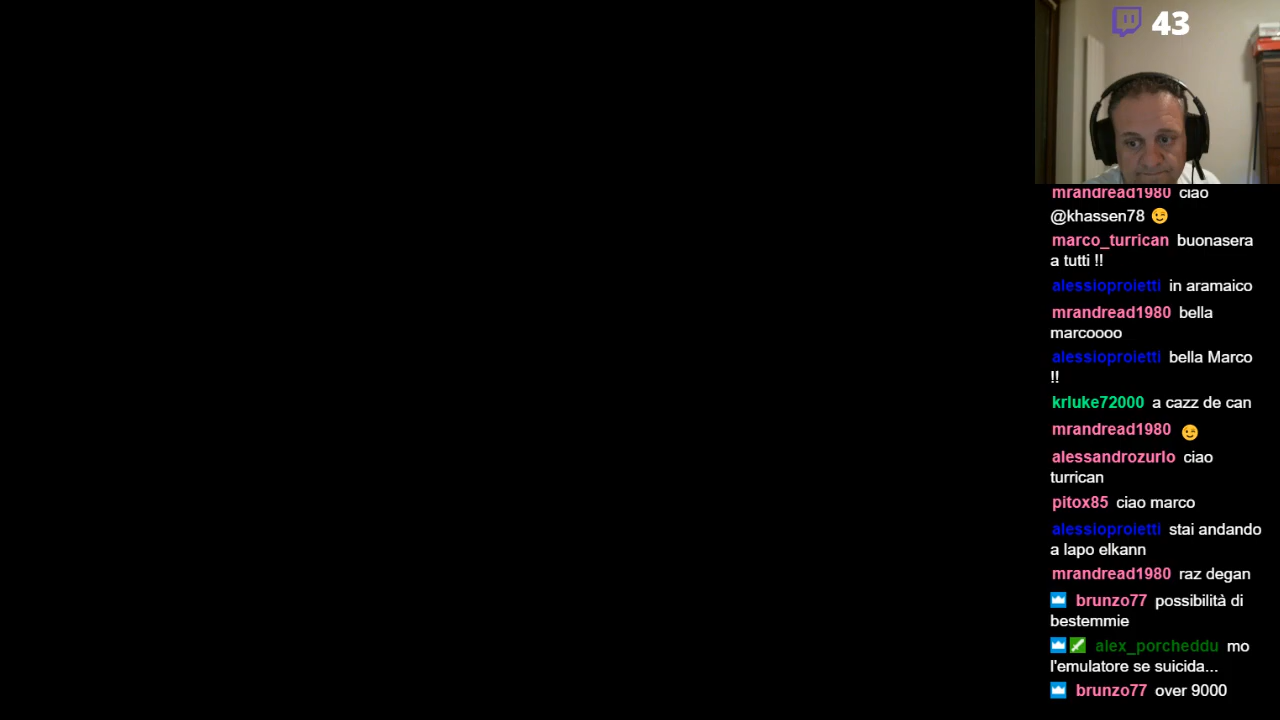 43
mrandread1980 ciao
@khassen78 😉
marco_turrican buonasera
a tutti !!
alessioproietti in aramaico
mrandread1980 bella
marcoooo
alessioproietti bella Marco
!!
krluke72000 a cazz de can
mrandread1980 😉
alessandrozurlo ciao
turrican
pitox85 ciao marco
alessioproietti stai andando
a lapo elkann
mrandread1980 raz degan
brunzo77 possibilità di
bestemmie
alex_porcheddu mo
l'emulatore se suicida...
brunzo77 over 9000